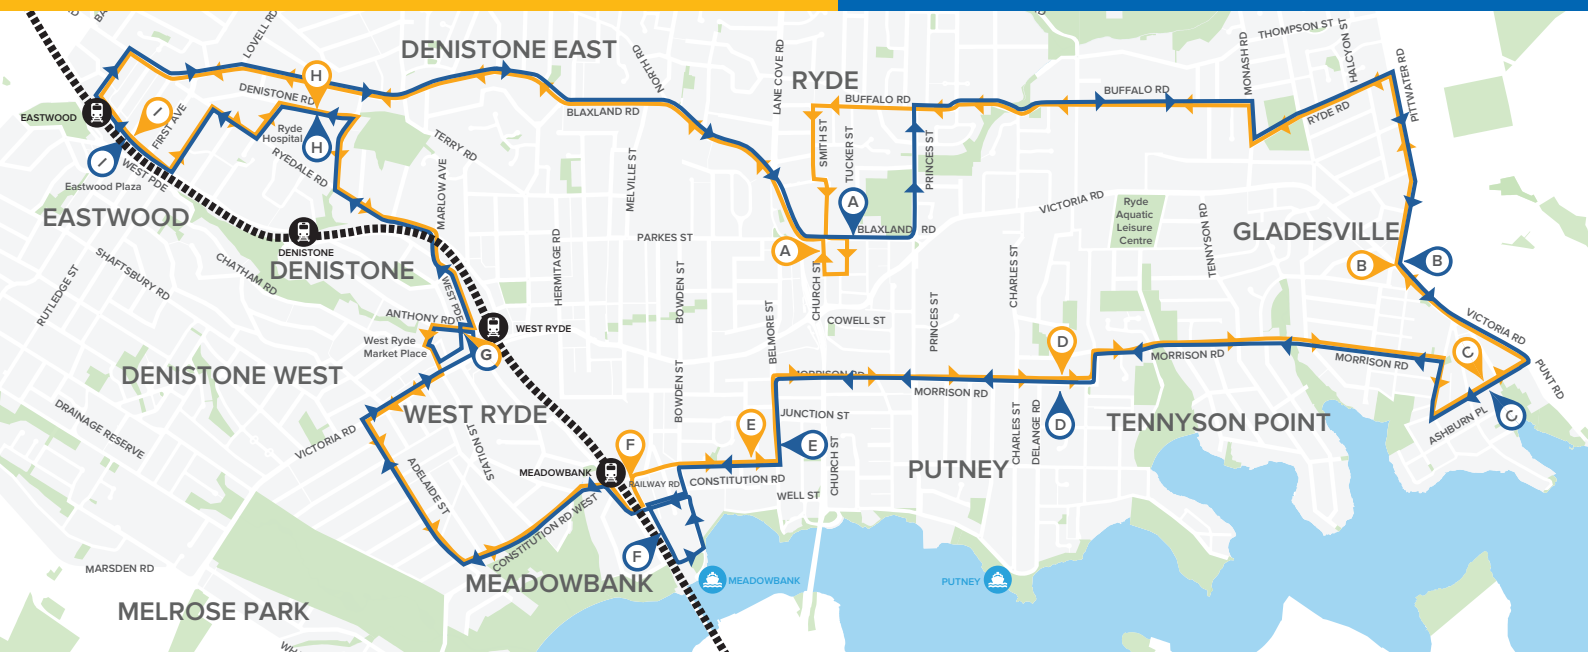 LOVELL RD
DENISTONE EAST
NORTH RD
LANE COVE RD
RYDE
THOMPSON ST
HALCYON ST
MONASH RD
PITTWATER RD
H
DENISTONE RD
BLAXLAND RD
BUFFALO RD
BUFFALO RD
RYDE RD
EASTWOOD
I
FIRST AVE
Ryde
Hospital
H
RYEDALE RD
TERRY RD
SMITH ST
TUCKER ST
PRINCES ST
I
WEST PDE
Eastwood Plaza
MARLOW AVE
MELVILLE ST
A
VICTORIA RD
Ryde
Aquatic
Leisure
Centre
TENNYSON RD
EASTWOOD
DENISTONE
DENISTONE
PARKES ST
A
BLAXLAND RD
GLADESVILLE
B
B
SHAFTSBURY RD
CHATHAM RD
RUTLEDGE ST
WEST PDE
HERMITAGE RD
BOWDEN ST
CHURCH ST
CHARLES ST
ANTHONY RD
WEST RYDE
West Ryde
Market Place
G
BELMORE ST
COWELL ST
PRINCES ST
VICTORIA RD
D
MORRISON RD
MORRISON RD
C
PUNT RD
DENISTONE WEST
BOWDEN ST
MORRISON RD
MORRISON RD
DRAINAGE RESERVE
WEST RYDE
VICTORIA RD
STATION ST
JUNCTION ST
E
E
F
CHARLES ST
DELANGE RD
D
TENNYSON POINT
ASHBURN PL
C
ADELAIDE ST
MEADOWBANK
RAILWAY RD
CONSTITUTION RD
CHURCH ST
PUTNEY
WELL ST
CONSTITUTION RD WEST
F
MARSDEN RD
MEADOWBANK
MEADOWBANK
PUTNEY
MELROSE PARK